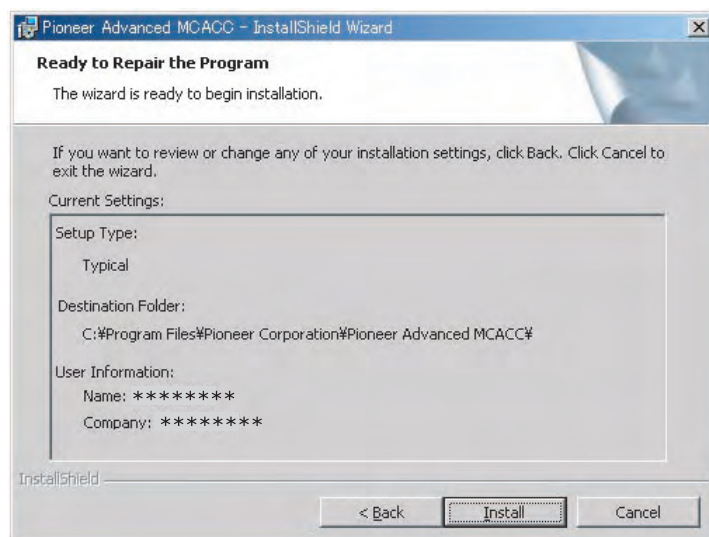 Pioneer Advanced MCACC - InstallShield Wizard
Ready to Repair the Program
The wizard is ready to begin installation.
If you want to review or change any of your installation settings, click Back. Click Cancel to
exit the wizard.
Current Settings:
Setup Type:
Typical
Destination Folder:
C:¥Program Files¥Pioneer Corporation¥Pioneer Advanced MCACC¥
User Information:
Name: ********
Company: ********
InstallShield
< Back
Install
Cancel